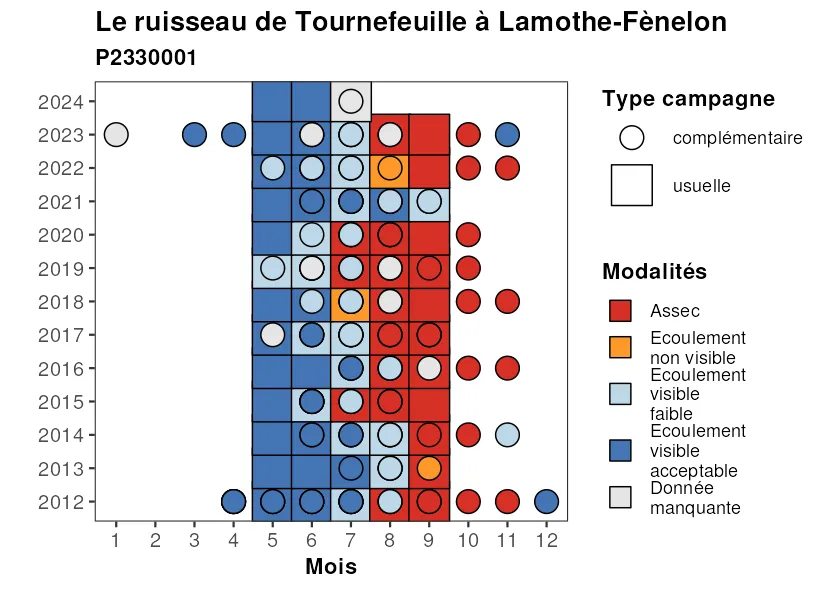 Le ruisseau de Tournefeuille à Lamothe-Fènelon
P2330001
2024
2023
2022
2021
2020
2019
2018
2017
2016
2015
2014
2013
2012
1 2 3 4 5 6 7 8 9 10 11 12
Mois
Type campagne
complémentaire
usuelle
Modalités
Assec
Ecoulement
non visible
Ecoulement
visible
faible
Ecoulement
visible
acceptable
Donnée
manquante